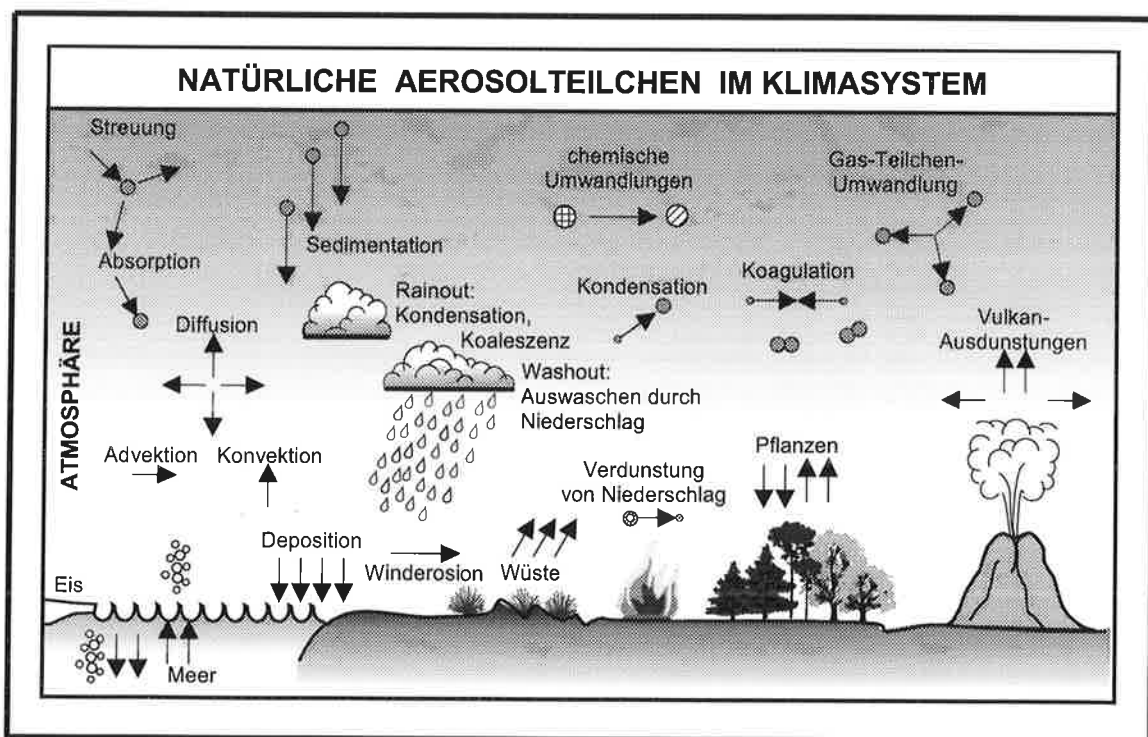 NATÜRLICHE AEROSOLTEILCHEN IM KLIMASYSTEM
Streuung
Absorption
Sedimentation
chemische
Umwandlungen
Gas-Teilchen-
Umwandlung
Rainout:
Kondensation,
Koaleszenz
Kondensation
Koagulation
Diffusion
Washout:
Auswaschen durch
Niederschlag
Vulkan-
Ausdunstungen
ATMOSPHÄRE
Advektion
Konvektion
Verdunstung
von Niederschlag
Pflanzen
Deposition
Winderosion
Wüste
Eis
Meer